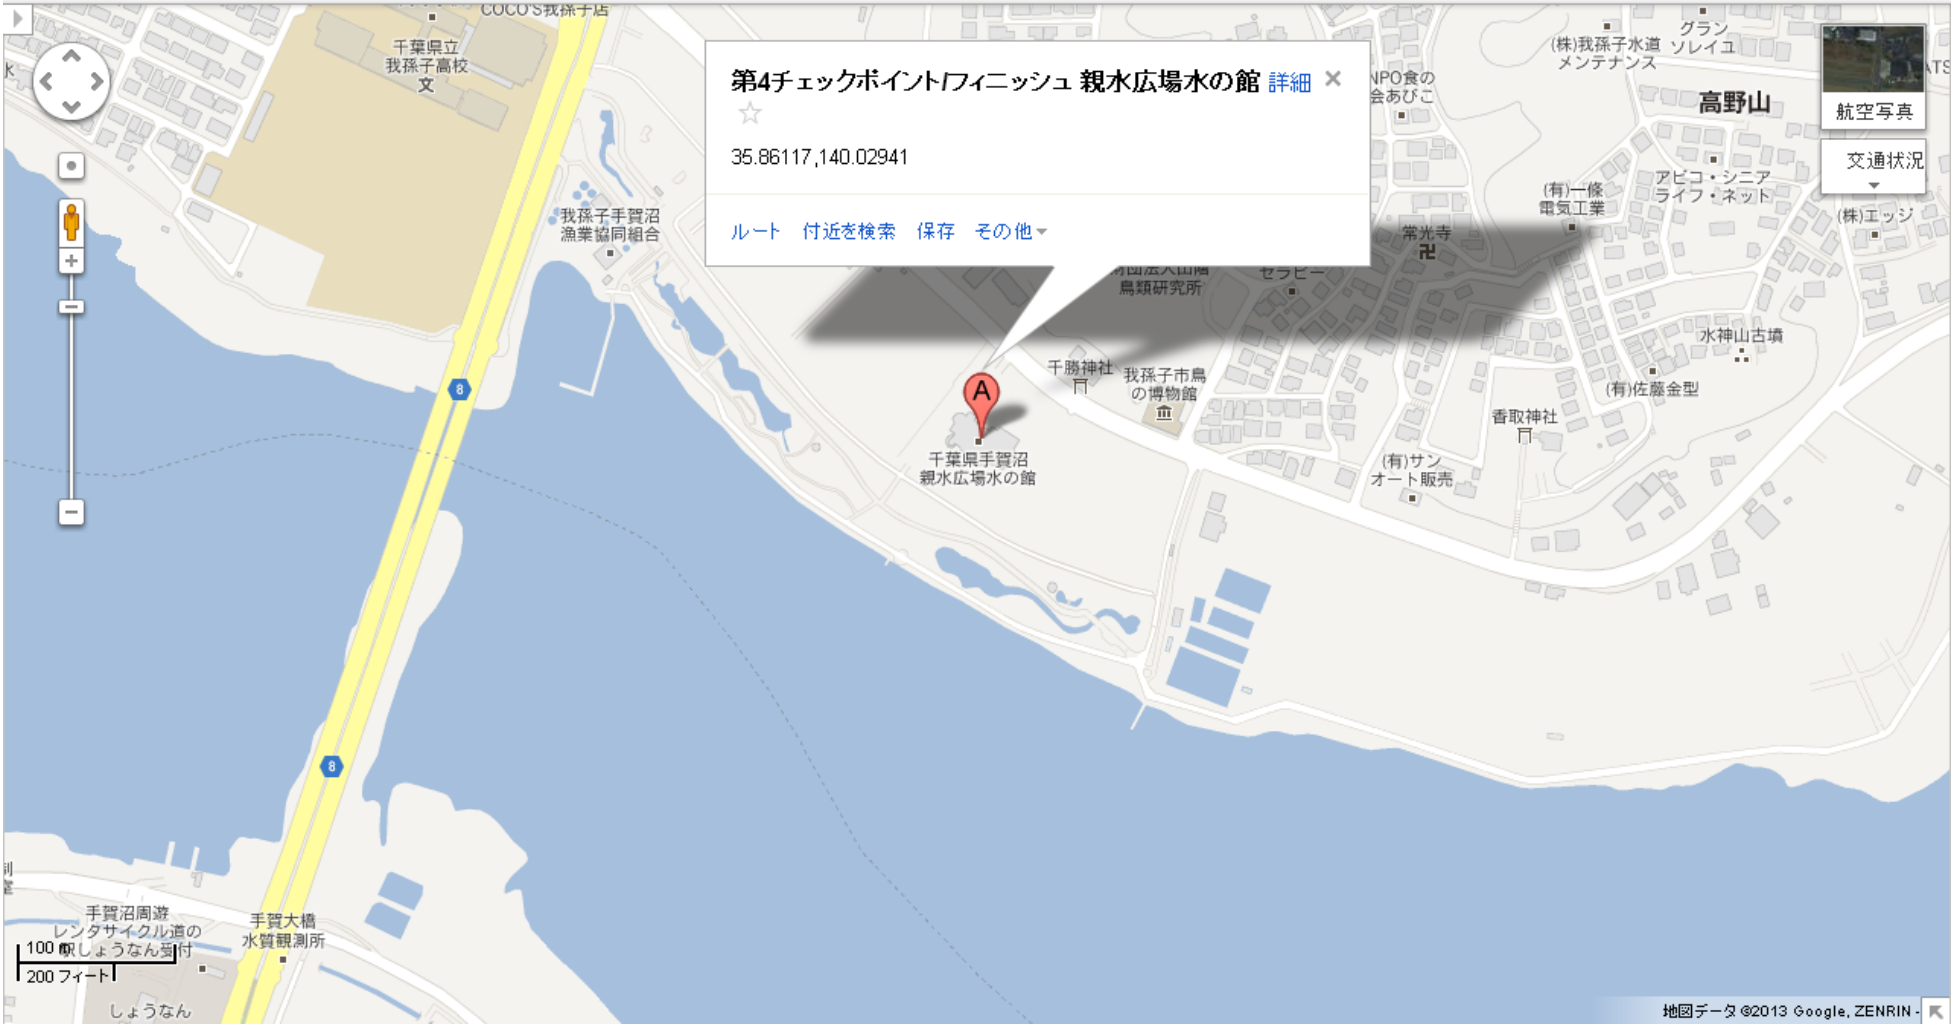 COCO'S我孫子店
千葉県立
我孫子高校
文
第4チェックポイント/フィニッシュ 親水広場水の館 詳細
35.86117,140.02941
ルート 付近を検索 保存 その他
NPO食の
会あびこ
(株)我孫子水道
メンテナンス
グラン
ソレイユ
高野山
航空写真
交通状況
アビコ・シニア
ライフ・ネット
(有)一條
電気工業
(株)エッジ
我孫子手賀沼
漁業協同組合
常光寺
卍
鳥類研究所
セラピー
水神山古墳
8
千勝神社
我孫子市鳥
の博物館
A
(有)佐藤金型
香取神社
千葉県手賀沼
親水広場水の館
(有)サン
オート販売
8
手賀沼周遊
レンタサイクル道の
駅しょうなん受付
手賀大橋
水質観測所
100 m
200 フィート
しょうなん
地図データ ©2013 Google, ZENRIN -